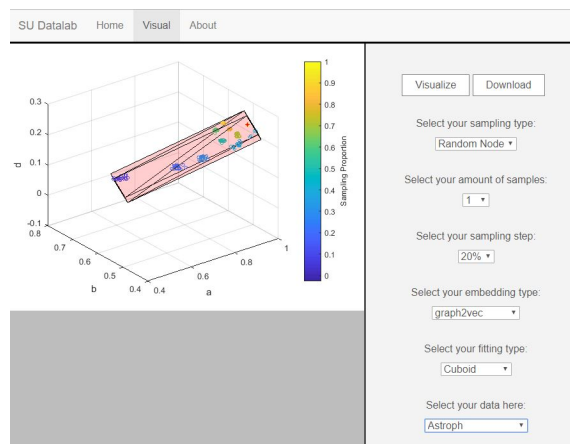 SU Datalab Home Visual About
Visualize Download
Select your sampling type:
Random Node
Select your amount of samples:
1
Select your sampling step:
20%
Select your embedding type:
graph2vec
Select your fitting type:
Cuboid
Select your data here:
Astroph
0.3
0.2
0.1
0
-0.1
d
0.8
0.7
0.6
0.5
0.4
b
0.4
0.6
0.8
1
a
1
0.9
0.8
0.7
0.6
0.5
0.4
0.3
0.2
0.1
0
Sampling Proportion